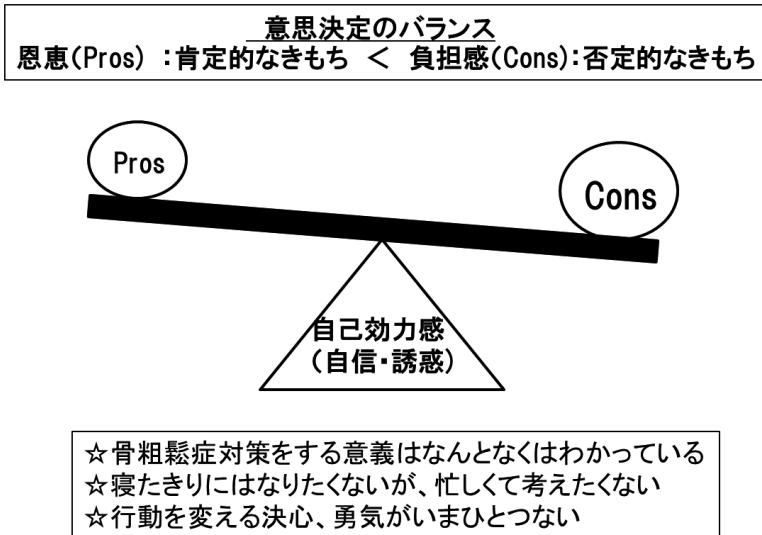 意思決定のバランス
恩恵(Pros) :肯定的なきもち < 負担感(Cons):否定的なきもち
Pros
Cons
自己効力感
(自信・誘惑)
☆骨粗鬆症対策をする意義はなんとなくはわかっている
☆寝たきりにはなりたくないが、忙しくて考えたくない
☆行動を変える決心、勇気がいまひとつない